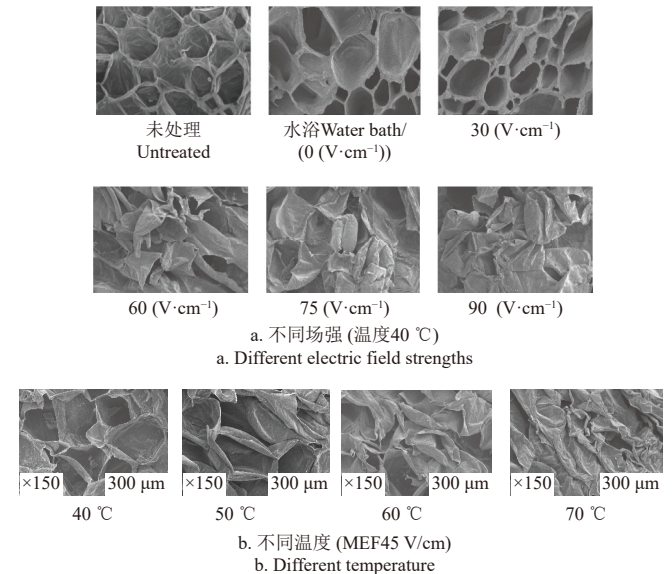 未处理
Untreated
水浴Water bath/
(0 (V·cm⁻¹))
30 (V·cm⁻¹)
60 (V·cm⁻¹)
75 (V·cm⁻¹)
90 (V·cm⁻¹)
a. 不同场强 (温度40 ℃)
a. Different electric field strengths
×150 300 μm
×150 300 μm
×150 300 μm
×150 300 μm
40 ℃
50 ℃
60 ℃
70 ℃
b. 不同温度 (MEF45 V/cm)
b. Different temperature